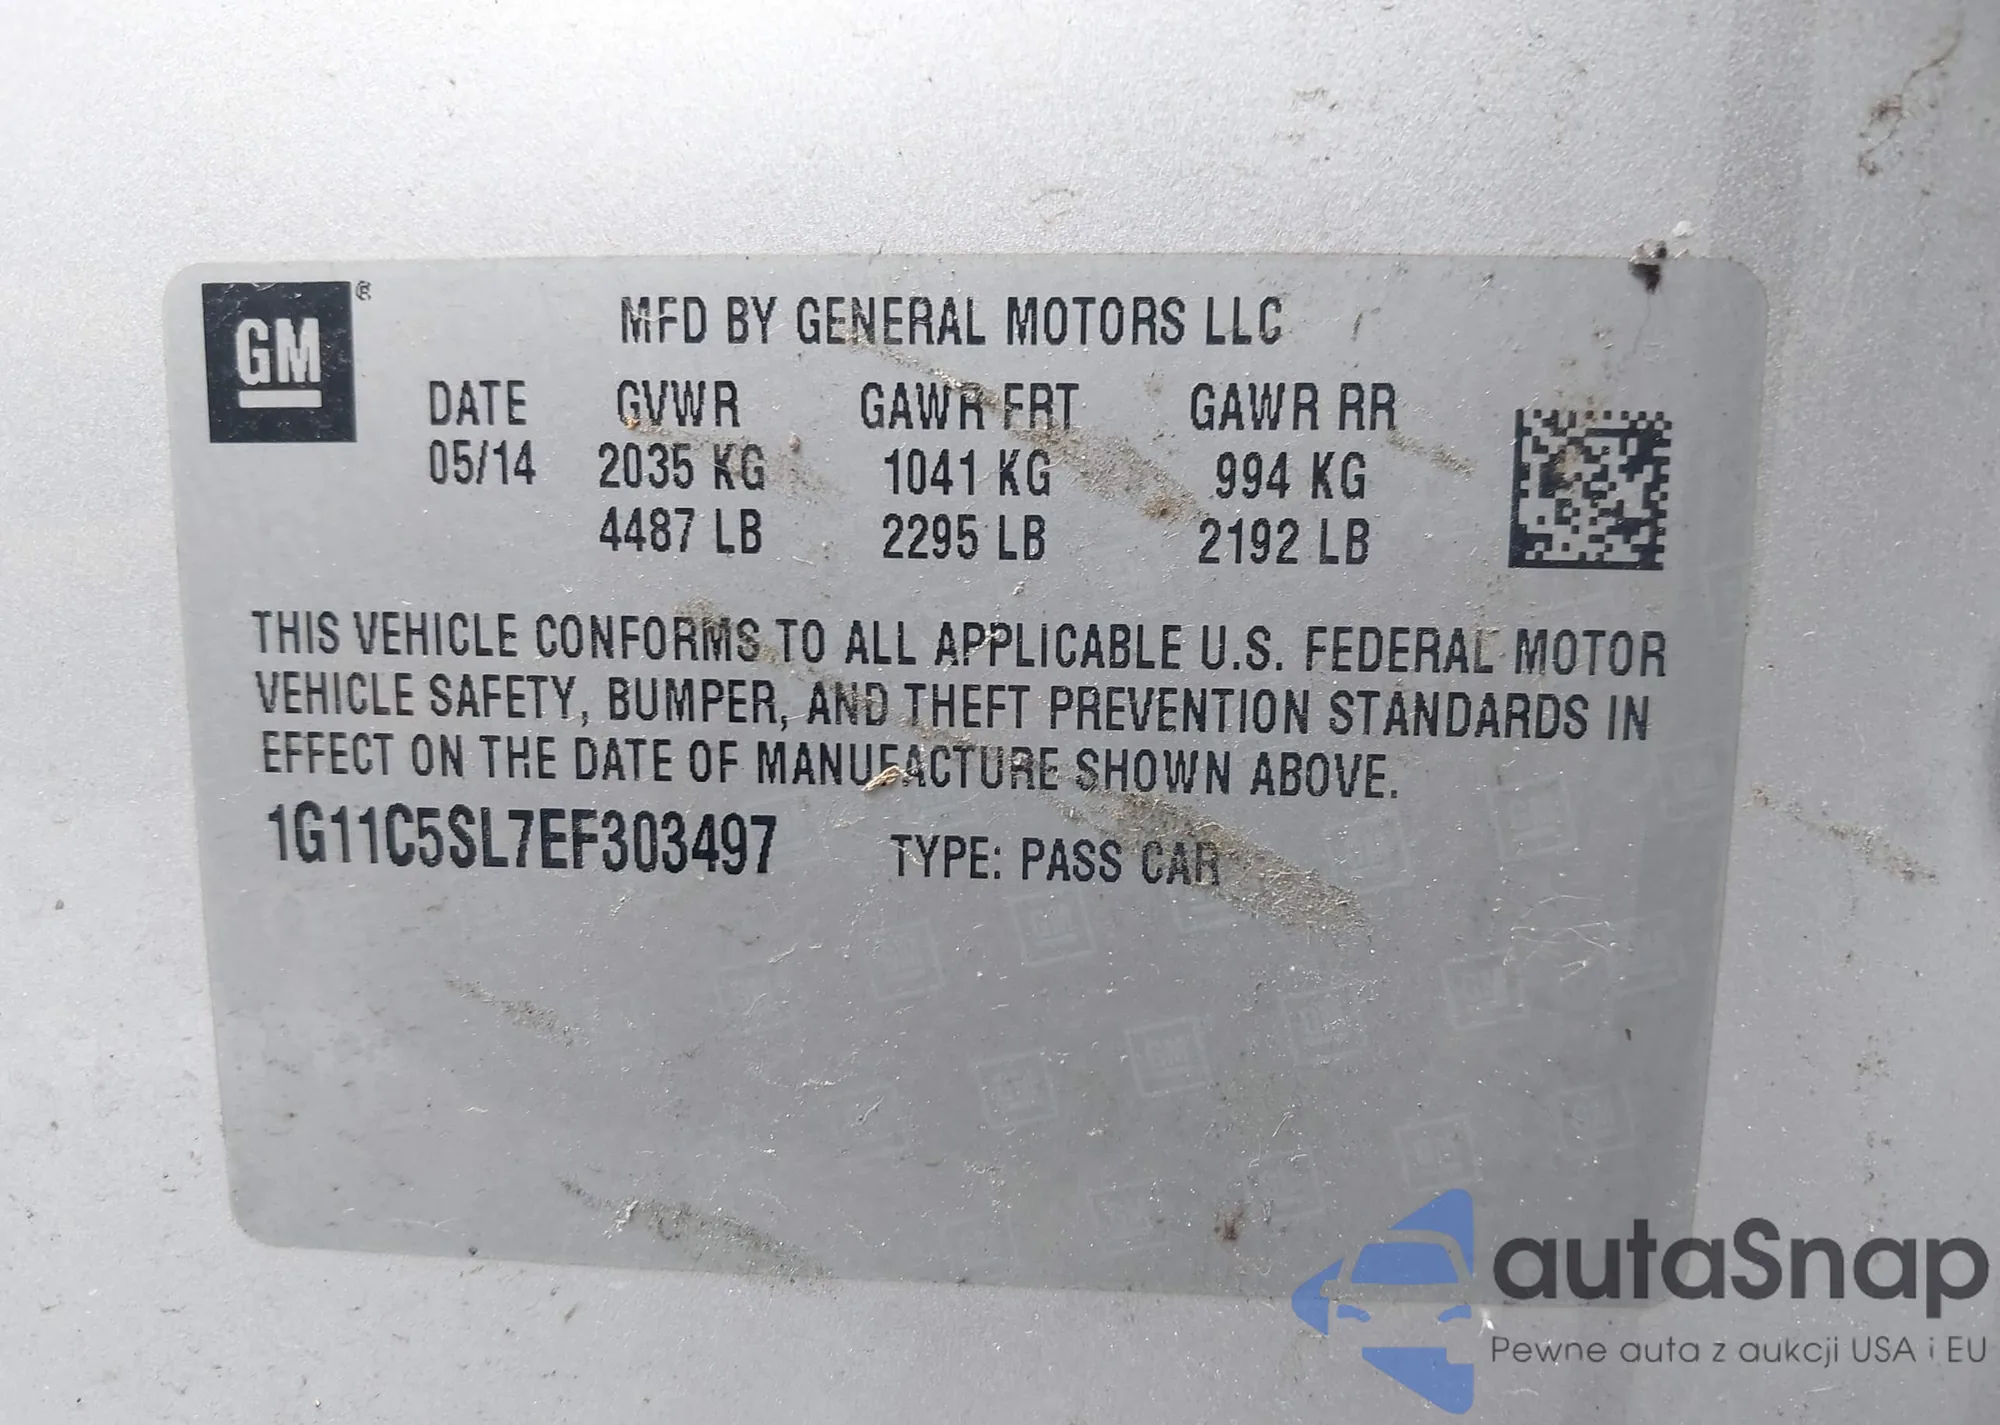 GM®
MFD BY GENERAL MOTORS LLC
DATE GVWR GAWR FRT GAWR RR
05/14 2035 KG 1041 KG 994 KG
4487 LB 2295 LB 2192 LB
THIS VEHICLE CONFORMS TO ALL APPLICABLE U.S. FEDERAL MOTOR
VEHICLE SAFETY, BUMPER, AND THEFT PREVENTION STANDARDS IN
EFFECT ON THE DATE OF MANUFACTURE SHOWN ABOVE.
1G11C5SL7EF303497 TYPE: PASS CAR
autaSnap
Pewne auta z aukcji USA i EU